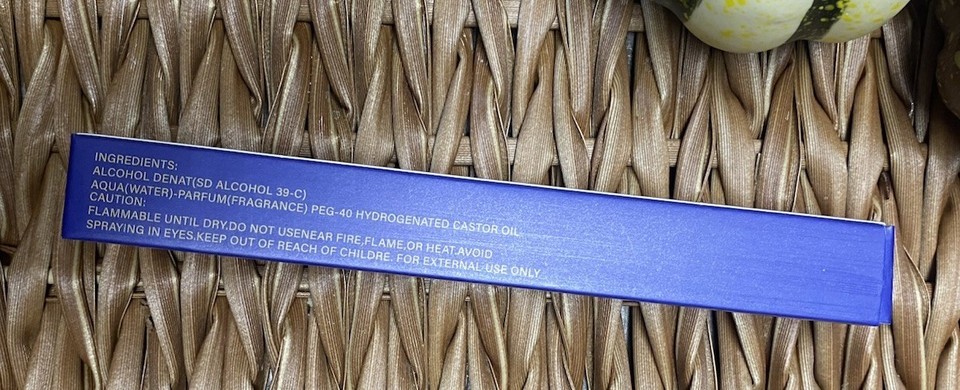 INGREDIENTS:
ALCOHOL DENAT(SD ALCOHOL 39-C)
AQUA(WATER)-PARFUM(FRAGRANCE) PEG-40 HYDROGENATED CASTOR OIL
CAUTION:
FLAMMABLE UNTIL DRY.DO NOT USENEAR FIRE,FLAME,OR HEAT.AVOID
SPRAYING IN EYES.KEEP OUT OF REACH OF CHILDRE. FOR EXTERNAL-USE ONLY